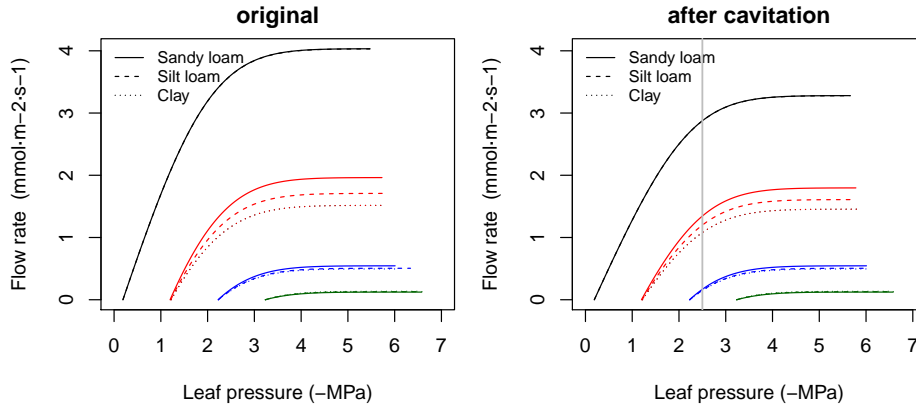 original
Flow rate  (mmol·m−2·s−1)
4
3
2
1
0
Sandy loam
Silt loam
Clay
0 1 2 3 4 5 6 7
Leaf pressure (−MPa)
after cavitation
Flow rate  (mmol·m−2·s−1)
4
3
2
1
0
Sandy loam
Silt loam
Clay
0 1 2 3 4 5 6 7
Leaf pressure (−MPa)